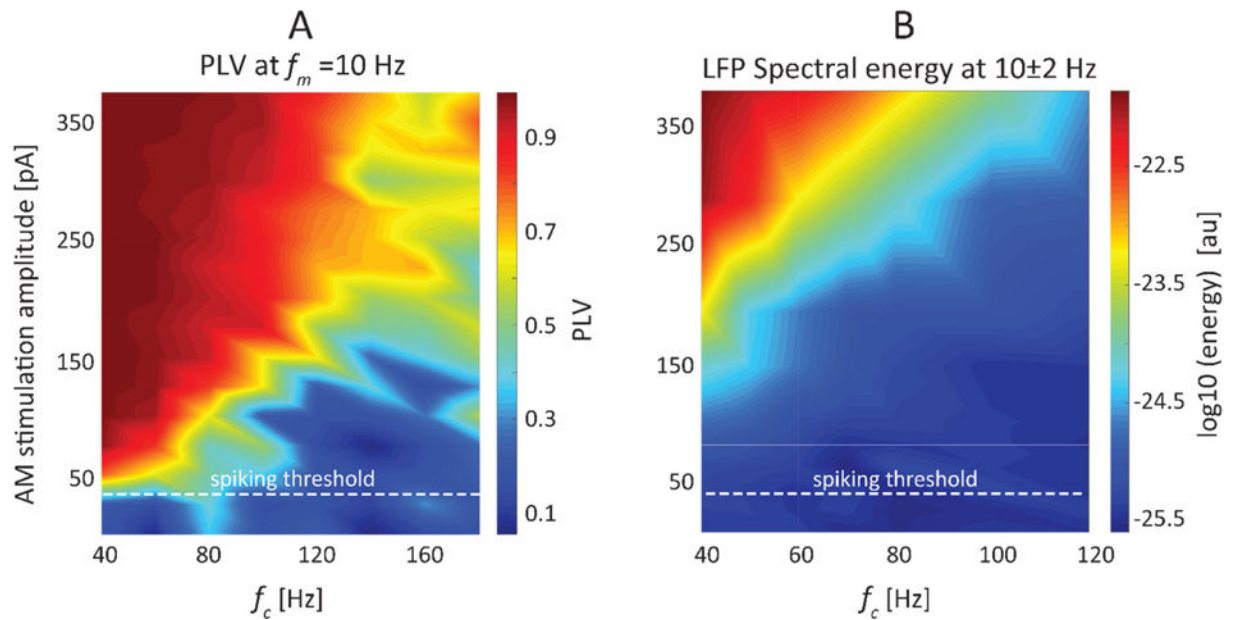 A
PLV at fm =10 Hz
AM stimulation amplitude [pA]
350
250
150
50
spiking threshold
40 80 120 160
fc [Hz]
0.9
0.7
0.5
0.3
0.1
PLV
B
LFP Spectral energy at 10±2 Hz
350
250
150
50
spiking threshold
40 60 80 100 120
fc [Hz]
-22.5
-23.5
-24.5
-25.5
log10 (energy) [au]